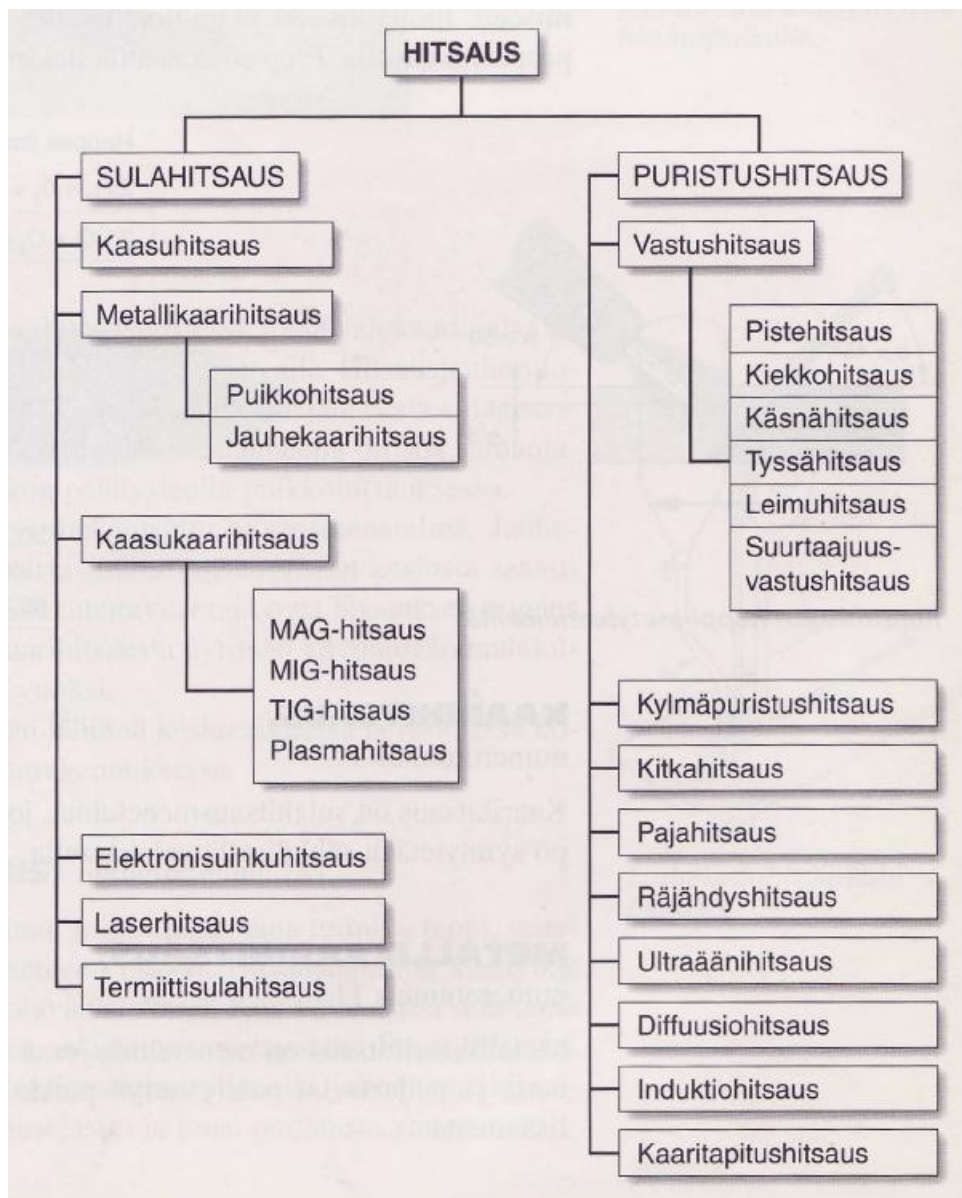 HITSAUS
SULAHITSAUS
Kaasuhitsaus
Metallikaarihitsaus
Puikkohitsaus
Jauhekaarihitsaus
Kaasukaarihitsaus
MAG-hitsaus
MIG-hitsaus
TIG-hitsaus
Plasmahitsaus
Elektronisuihkuhitsaus
Laserhitsaus
Termiittisulahitsaus
PURISTUSHITSAUS
Vastushitsaus
Pistehitsaus
Kiekkohitsaus
Käsnähitsaus
Tyssähitsaus
Leimuhitsaus
Suurtaajuus-
vastushitsaus
Kylmäpuristushitsaus
Kitkahitsaus
Pajahitsaus
Räjähdyshitsaus
Ultraäänihitsaus
Diffuusiohitsaus
Induktiohitsaus
Kaaritapitushitsaus